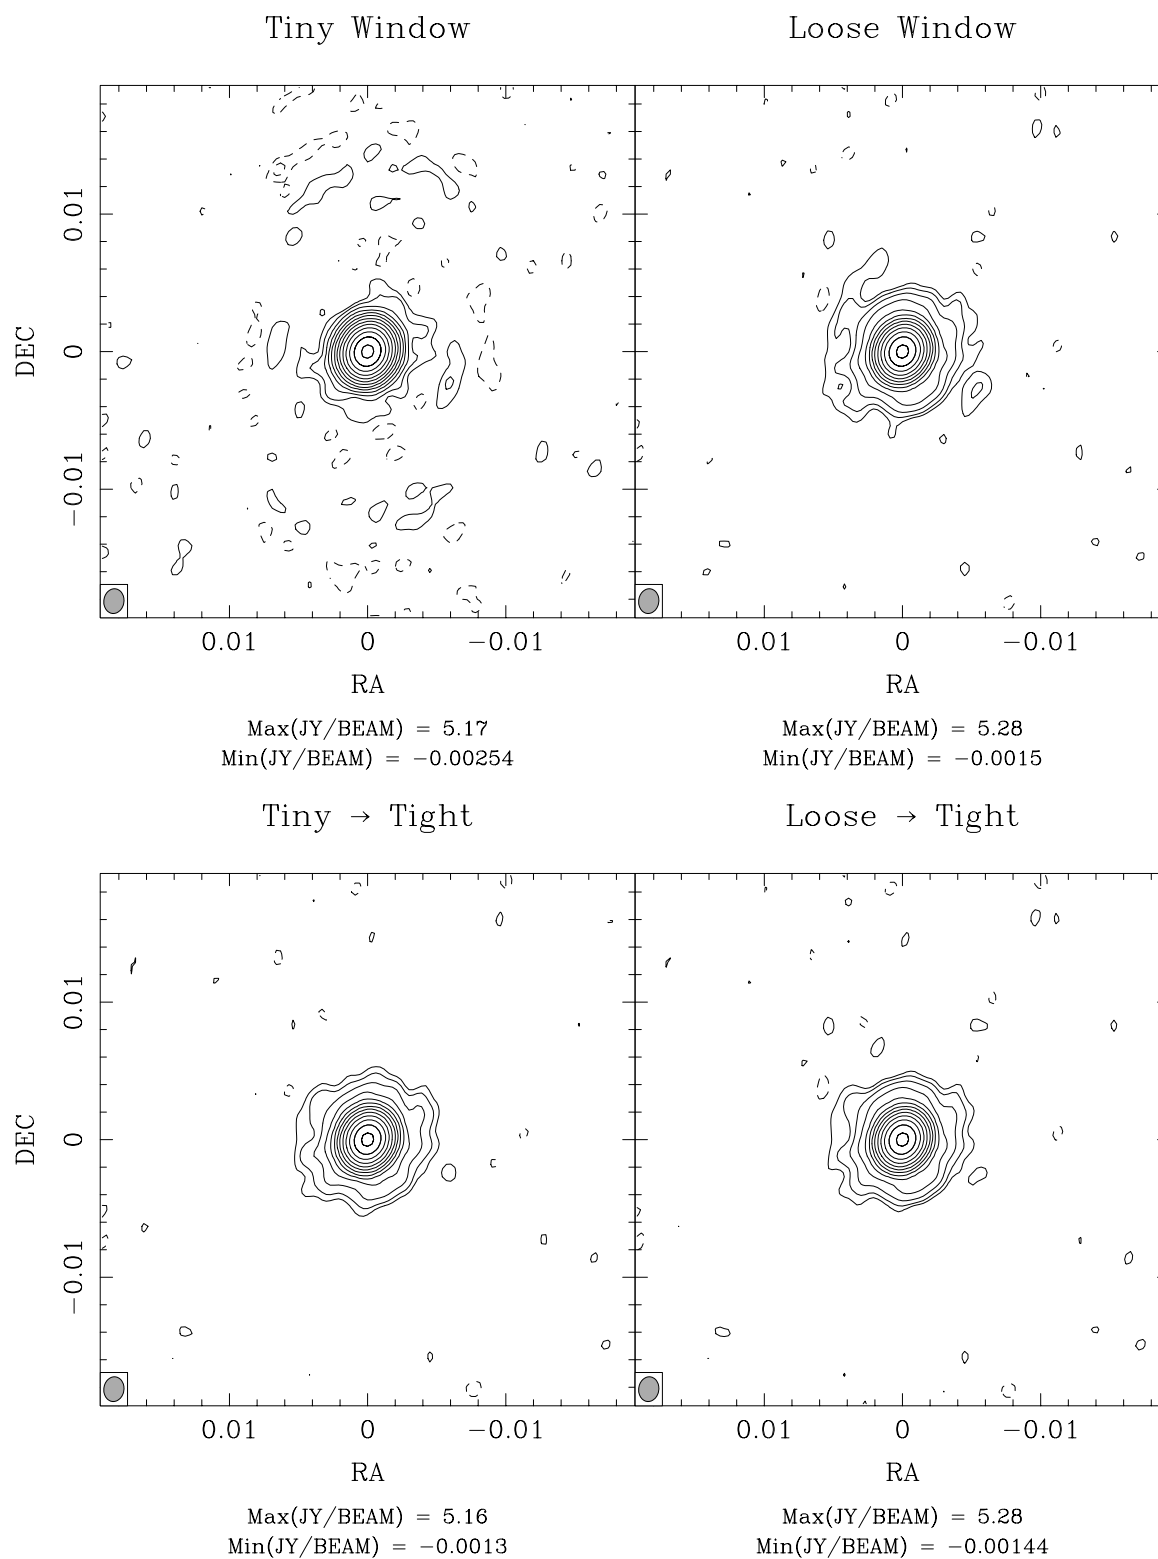 Tiny Window
Loose Window
DEC
0.01
0
−0.01
0.01
0
−0.01
0.01
0
−0.01
RA
RA
Max(JY/BEAM) = 5.17
Max(JY/BEAM) = 5.28
Min(JY/BEAM) = −0.00254
Min(JY/BEAM) = −0.0015
Tiny → Tight
Loose → Tight
DEC
0.01
0
−0.01
0.01
0
−0.01
0.01
0
−0.01
RA
RA
Max(JY/BEAM) = 5.16
Max(JY/BEAM) = 5.28
Min(JY/BEAM) = −0.0013
Min(JY/BEAM) = −0.00144